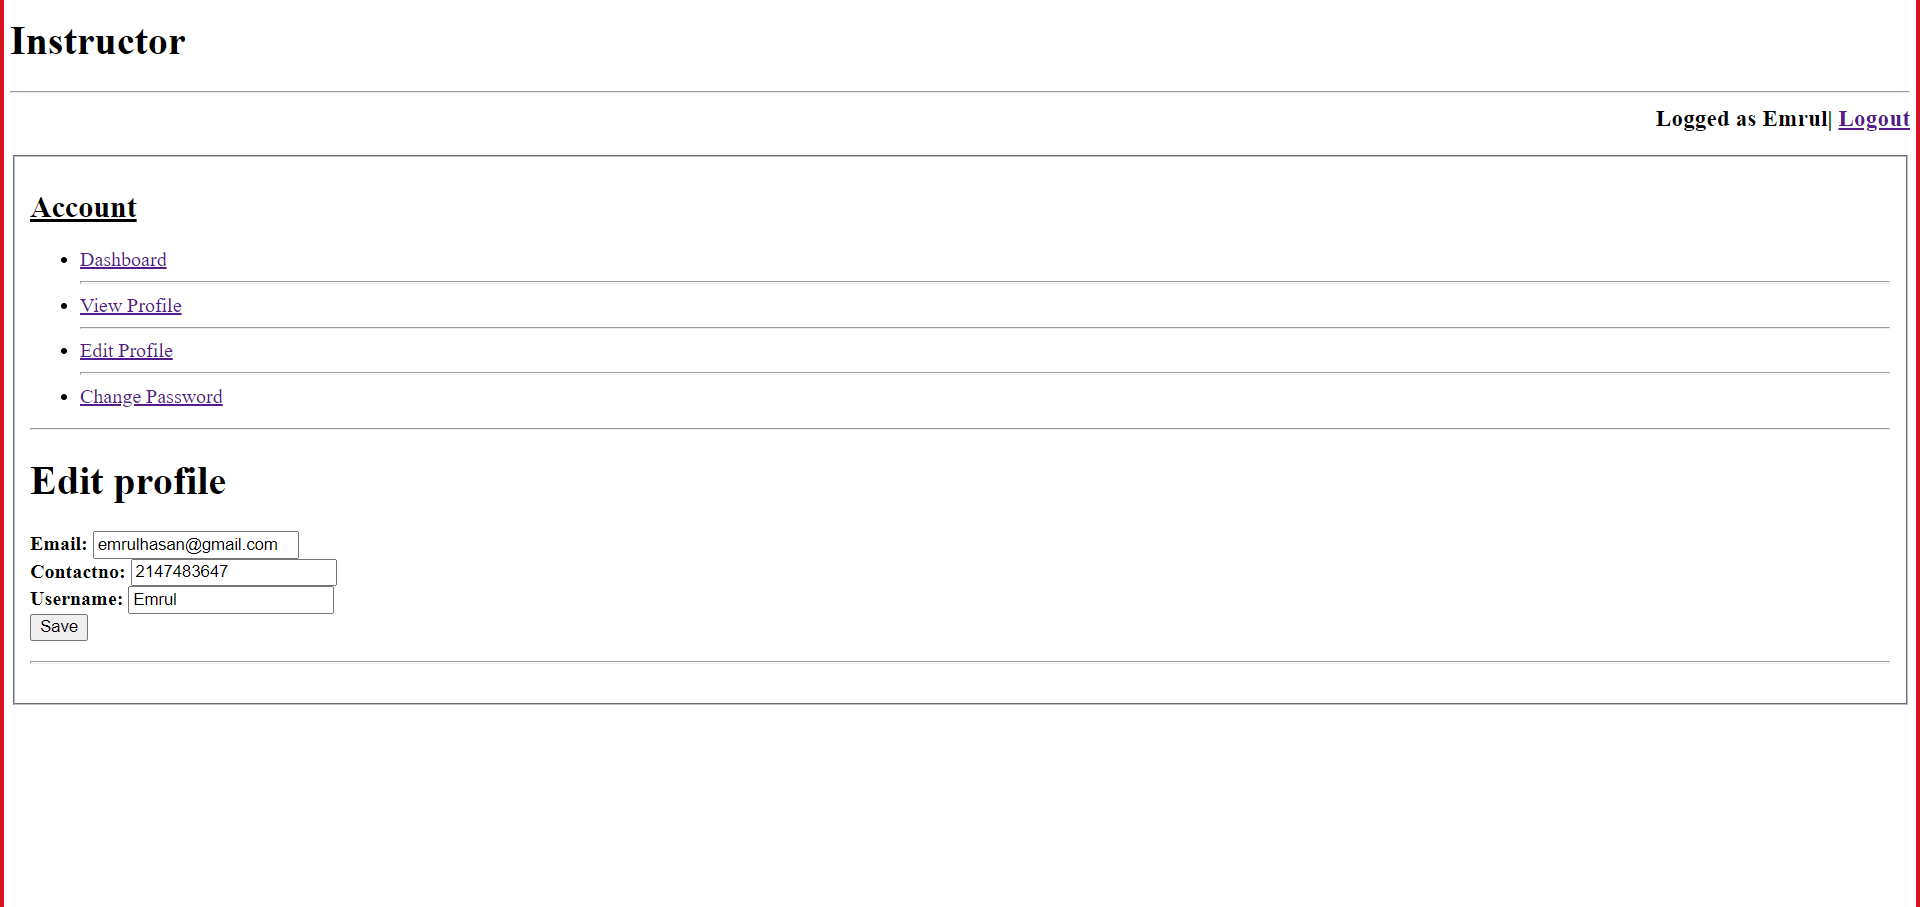 Instructor
Logged as Emrul| Logout
Account
Dashboard
View Profile
Edit Profile
Change Password
Edit profile
Email: emrulhasan@gmail.com
Contactno: 2147483647
Username: Emrul
Save